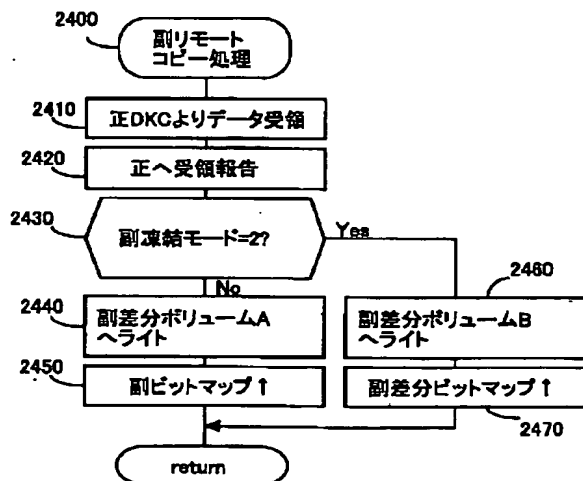 2400
副リモート
コピー処理
2410
正DKCよりデータ受領
2420
正へ受領報告
2430
副凍結モード=2?
Yes
No
2440
副差分ボリュームA
へライト
2450
副ビットマップ↑
2460
副差分ボリュームB
へライト
副差分ビットマップ↑
2470
return